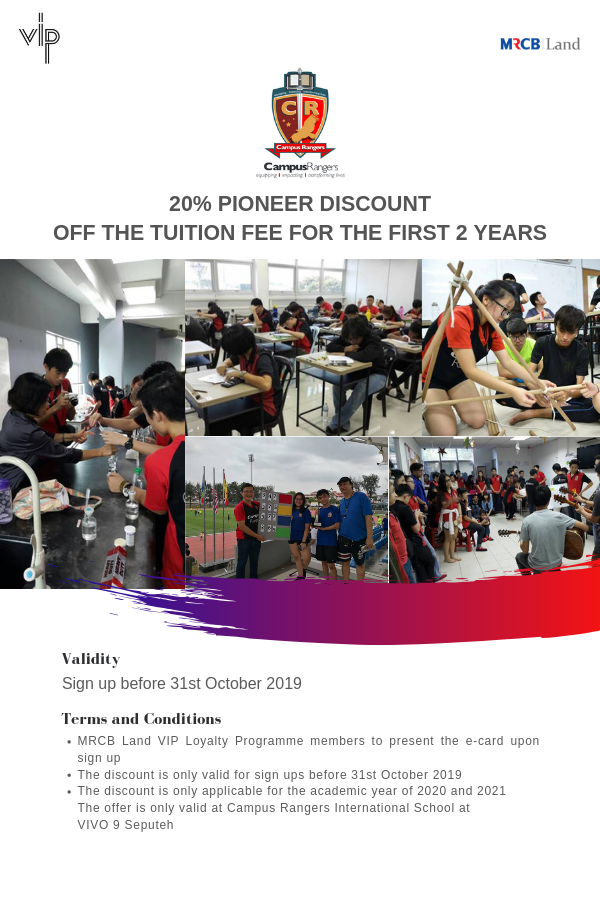 vip
MRCB Land
C R
Campus Rangers
CampusRangers
equipping | impacting | transforming lives
20% PIONEER DISCOUNT
OFF THE TUITION FEE FOR THE FIRST 2 YEARS
Validity
Sign up before 31st October 2019
Terms and Conditions
• MRCB Land VIP Loyalty Programme members to present the e-card upon
sign up
• The discount is only valid for sign ups before 31st October 2019
• The discount is only applicable for the academic year of 2020 and 2021
The offer is only valid at Campus Rangers International School at
VIVO 9 Seputeh